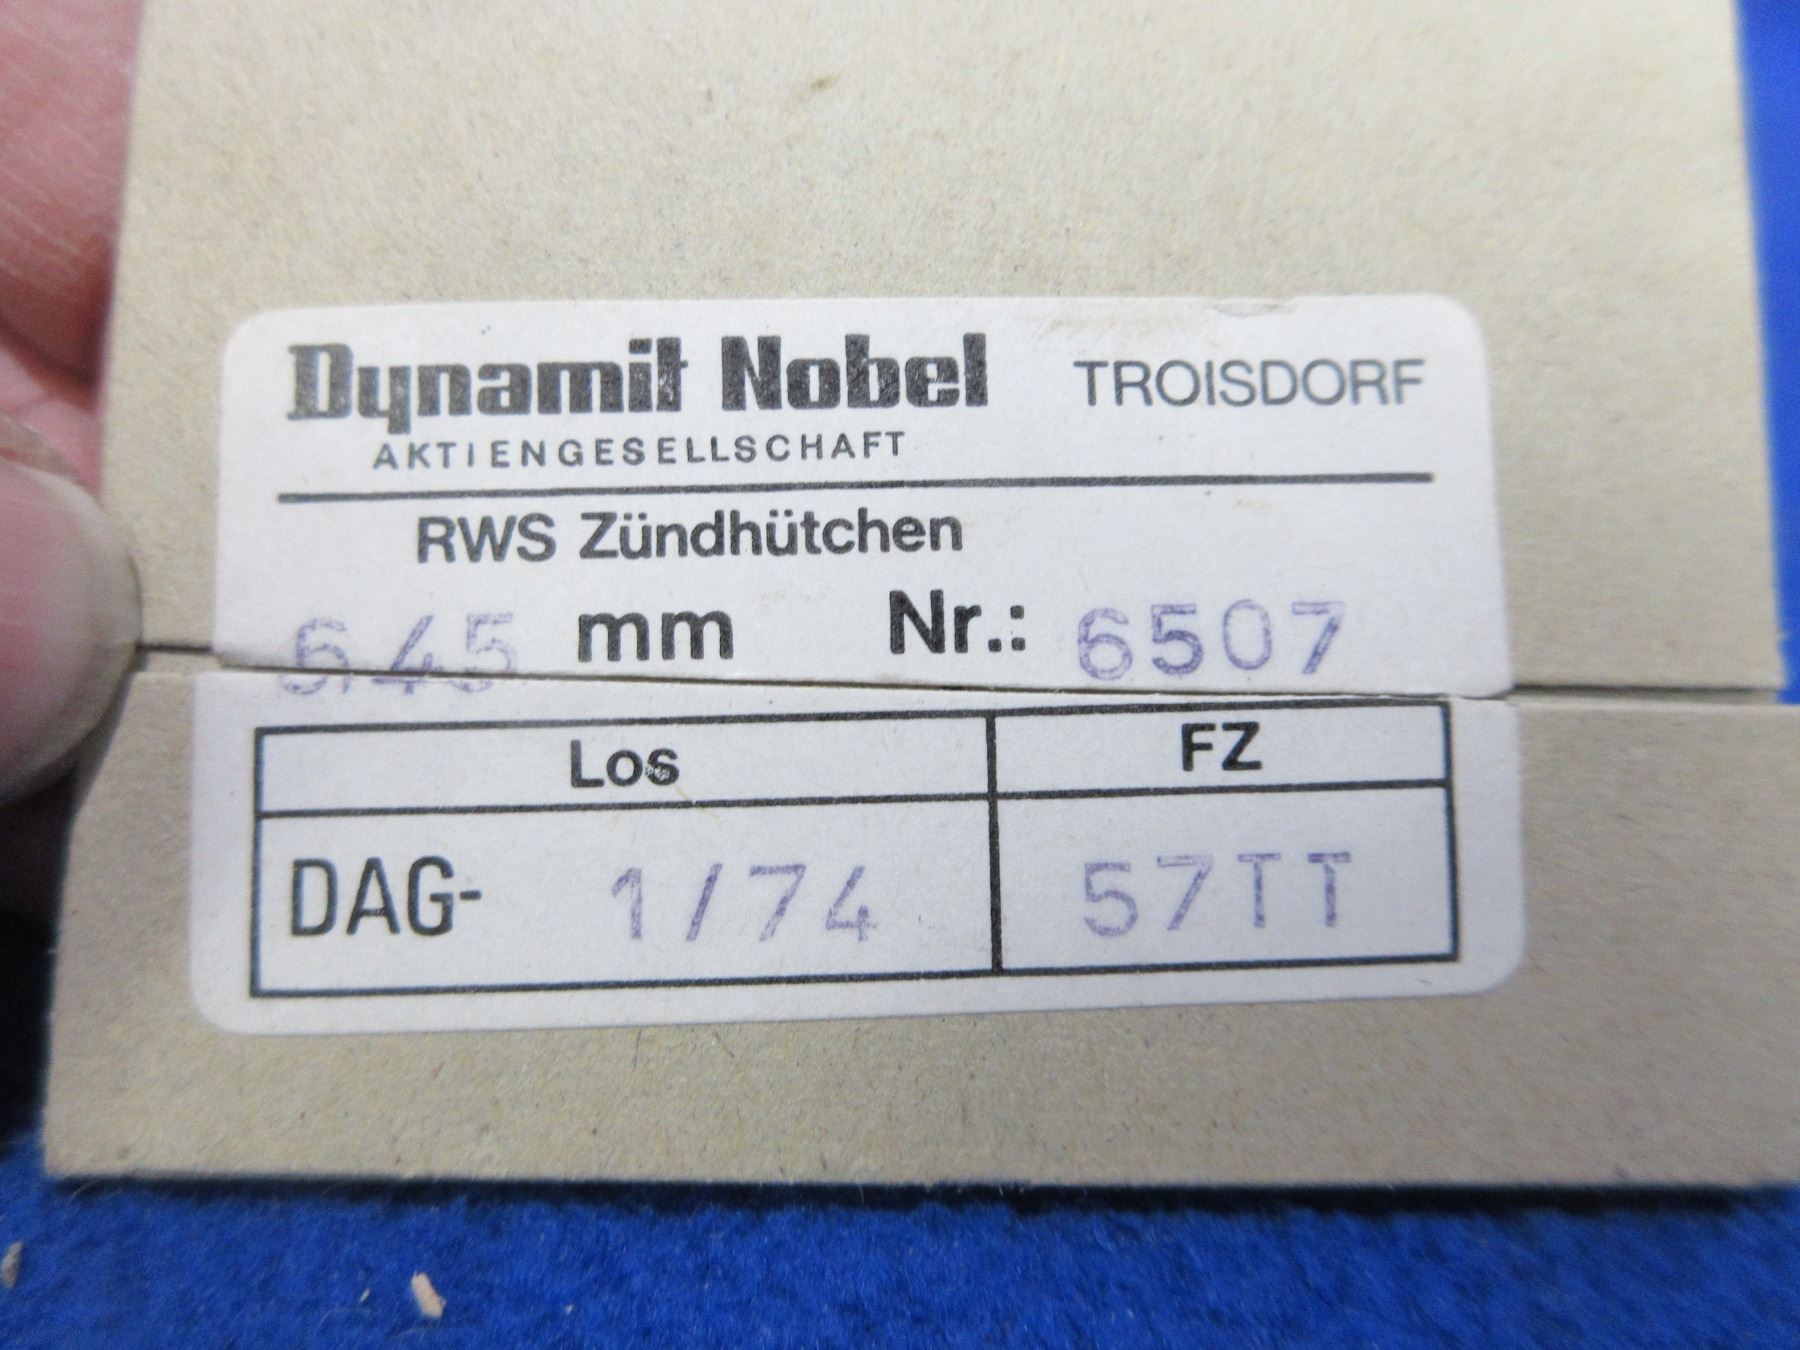 Dynamit Nobel TROISDORF
AKTIENGESELLSCHAFT
RWS Zündhütchen
6,45 mm Nr.: 6507
Los FZ
DAG- 1/74 57TT